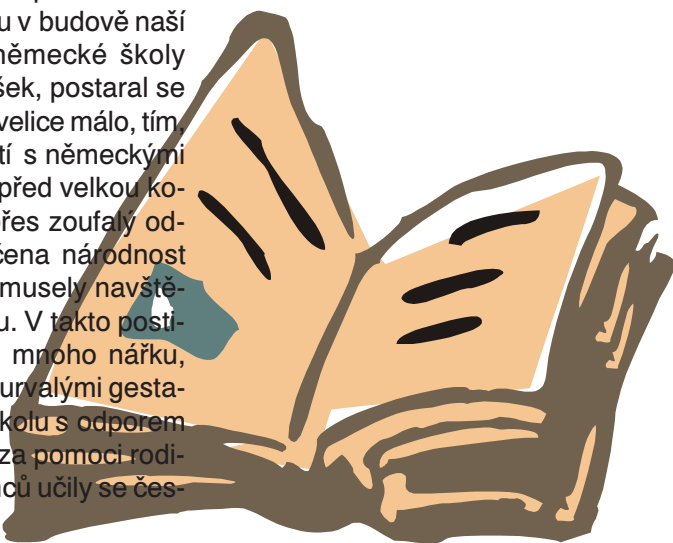 u v budově naší
německé školy
šek, postaral se
velice málo, tím,
tí s německými
před velkou ko-
přes zoufalý od-
čena národnost
musely navště-
u. V takto posti-
mnoho nářku,
urvalými gesta-
kolu s odporem
za pomoci rodi-
nců učily se čes-